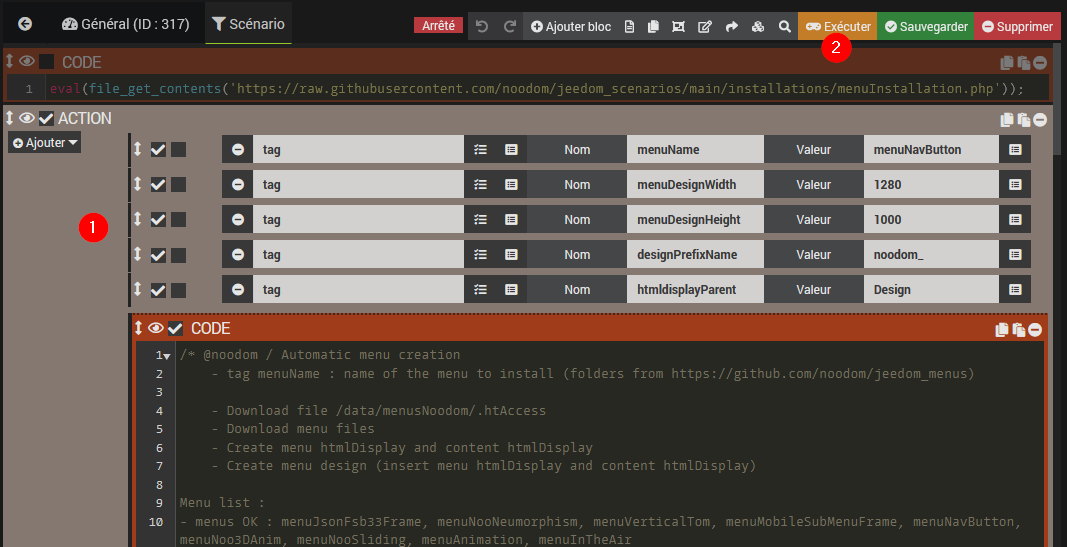 Général (ID : 317) Scénario Arrêté Ajouter bloc Exécuter Sauvegarder Supprimer
2
CODE
1 eval(file_get_contents('https://raw.githubusercontent.com/noodom/jeedom_scenarios/main/installations/menuInstallation.php'));
ACTION
Ajouter
tag Nom menuName Valeur menuNavButton
tag Nom menuDesignWidth Valeur 1280
1
tag Nom menuDesignHeight Valeur 1000
tag Nom designPrefixName Valeur noodom_
tag Nom htmldisplayParent Valeur Design
CODE
1 /* @noodom / Automatic menu creation
2 - tag menuName : name of the menu to install (folders from https://github.com/noodom/jeedom_menus)
3
4 - Download file /data/menusNoodom/.htAccess
5 - Download menu files
6 - Create menu htmlDisplay and content htmlDisplay
7 - Create menu design (insert menu htmlDisplay and content htmlDisplay)
8
9 Menu list :
10 - menus OK : menuJsonFsb33Frame, menuNooNeumorphism, menuVerticalTom, menuMobileSubMenuFrame, menuNavButton,
menuNoo3DAnim, menuNooSliding, menuAnimation, menuInTheAir